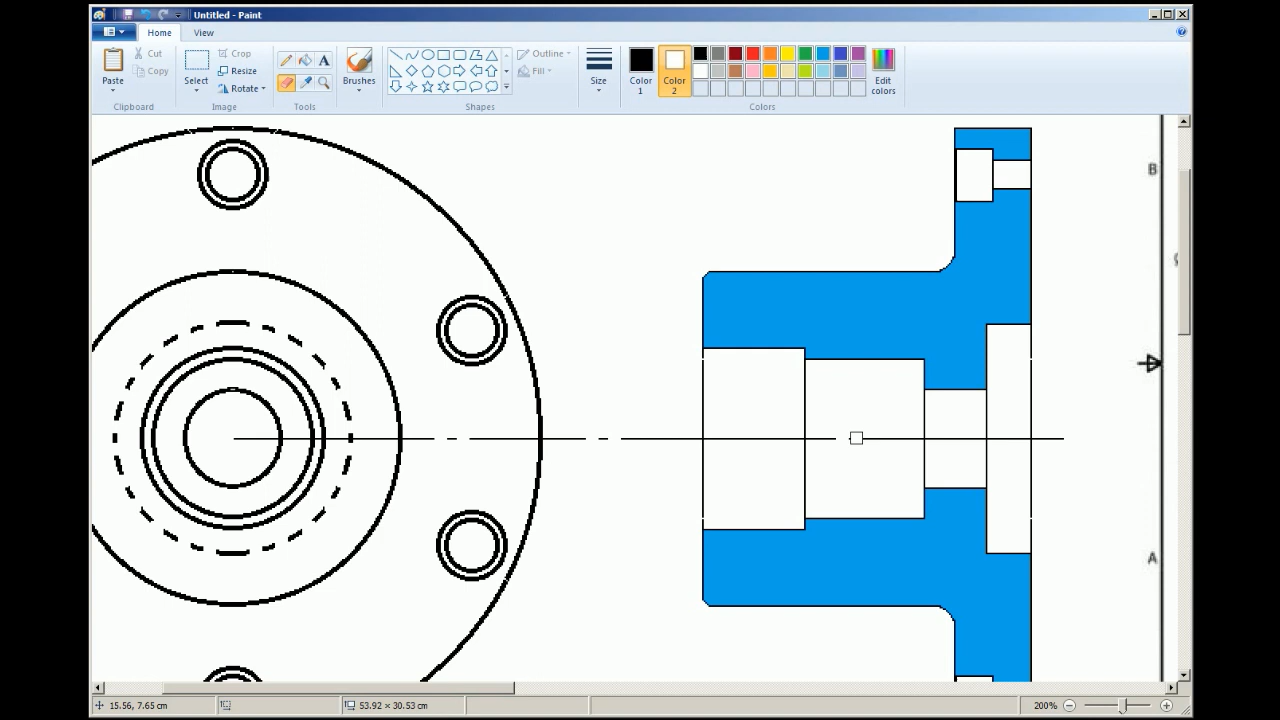 Untitled - Paint
Home View
Paste
Cut
Copy
Clipboard
Select
Crop
Resize
Rotate
Image
A
Tools
Brushes
Shapes
Outline
Fill
Size
Color 1
Color 2
Edit colors
Colors
B
A
15.56, 7.65 cm
53.92 × 30.53 cm
200%